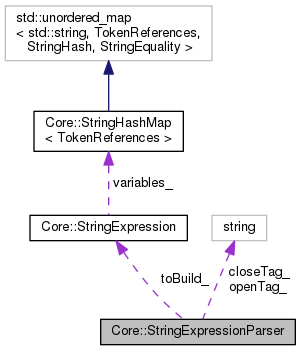 std::unordered_map
< std::string, TokenReferences,
StringHash, StringEquality >
Core::StringHashMap
< TokenReferences >
variables_
Core::StringExpression
string
toBuild_
closeTag_
openTag_
Core::StringExpressionParser